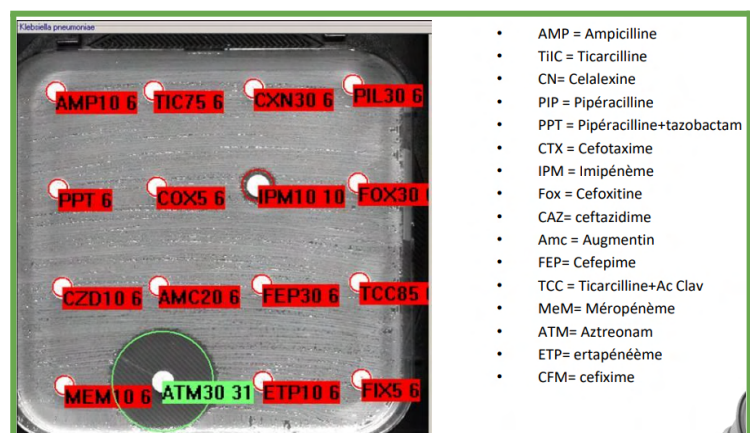 Klebsiella pneumoniae
AMP10 6 TIC75 6 CXN30 6 PIL30 6
PPT 6 COX5 6 IPM10 10 FOX30
CZD10 6 AMC20 6 FEP30 6 TCC85
MEM10 6 ATM30 31 ETP10 6 FIX5 6
• AMP = Ampicilline
• TiIC = Ticarcilline
• CN= Celalexine
• PIP = Pipéracilline
• PPT = Pipéracilline+tazobactam
• CTX = Cefotaxime
• IPM = Imipénème
• Fox = Cefoxitine
• CAZ= ceftazidime
• Amc = Augmentin
• FEP= Cefepime
• TCC = Ticarcilline+Ac Clav
• MeM= Méropénème
• ATM= Aztreonam
• ETP= ertapénéème
• CFM= cefixime